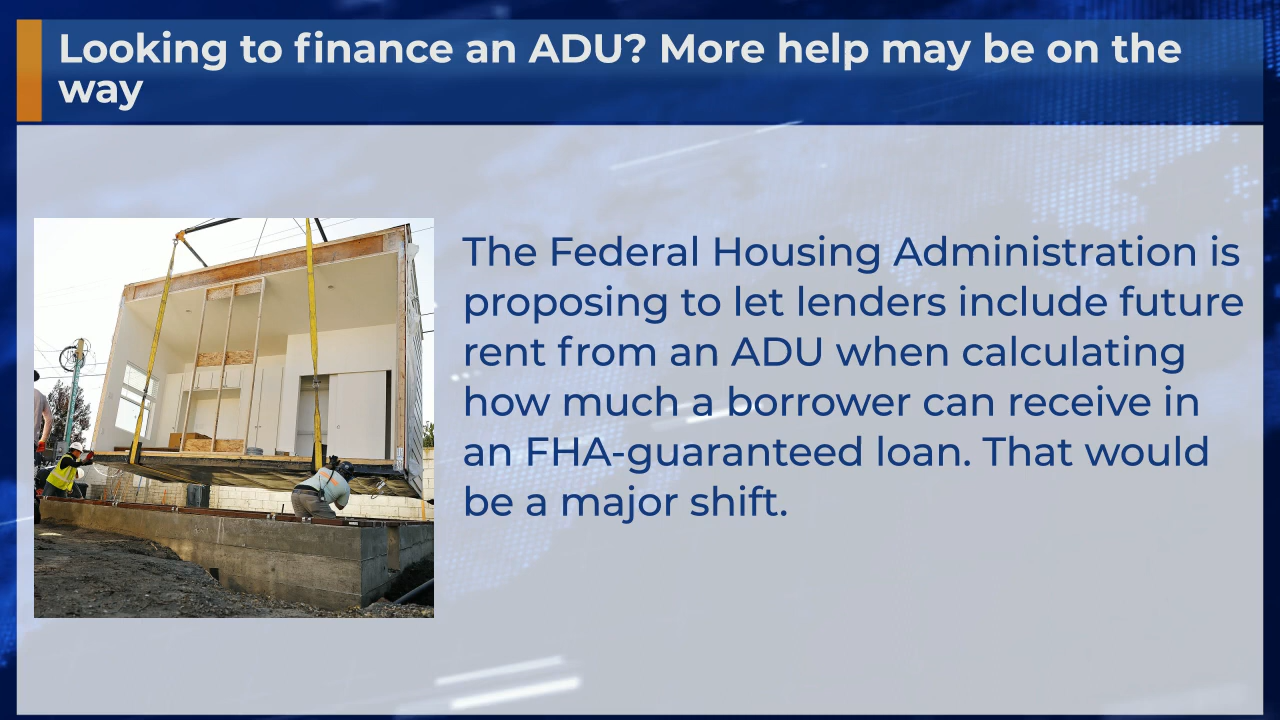 Looking to finance an ADU? More help may be on the
way
The Federal Housing Administration is
proposing to let lenders include future
rent from an ADU when calculating
how much a borrower can receive in
an FHA-guaranteed loan. That would
be a major shift.